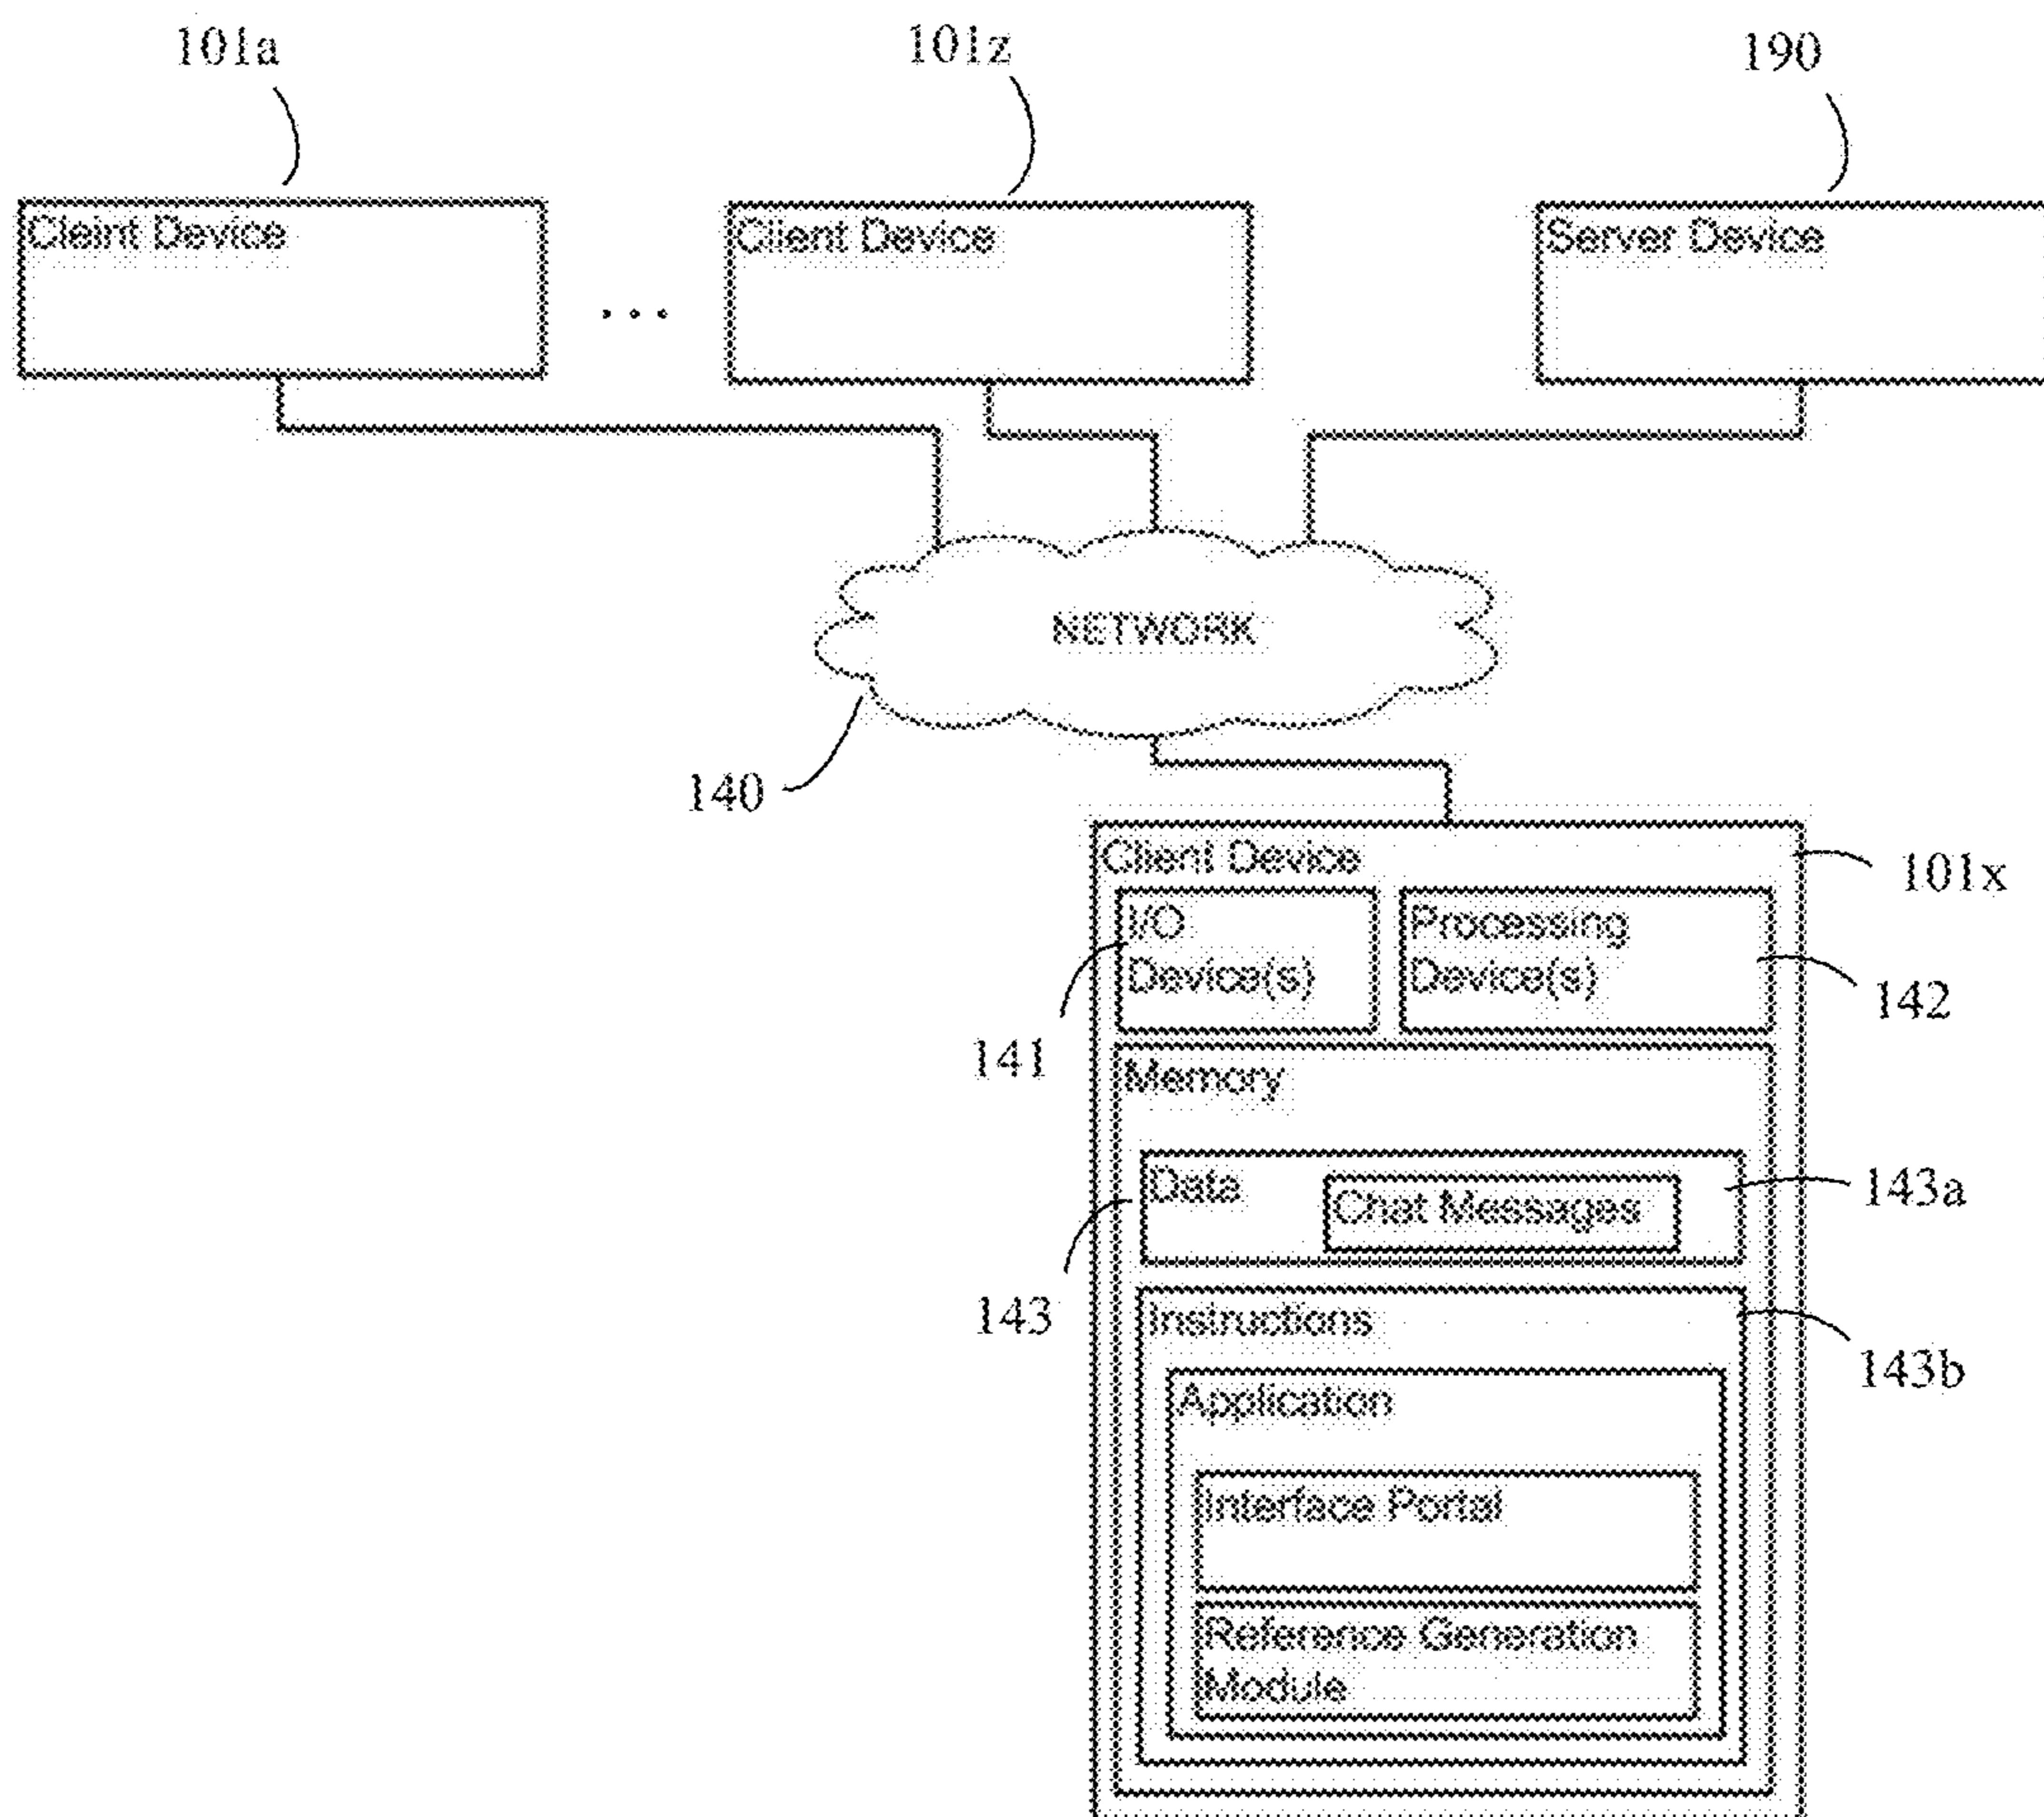 101a
101z
190
Cleint Device
Client Device
Server Device
...
NETWORK
140
Client Device
101x
I/O
Device(s)
Processing
Device(s)
141
142
Memory
Data
Chat Messages
143a
143
Instructions
143b
Application
Interface Portal
Reference Generation
Module